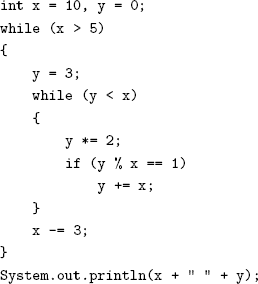 int x = 10, y = 0;
while (x > 5)
{
    y = 3;
    while (y < x)
    {
        y *= 2;
        if (y % x == 1)
            y += x;
    }
    x -= 3;
}
System.out.println(x + " " + y);